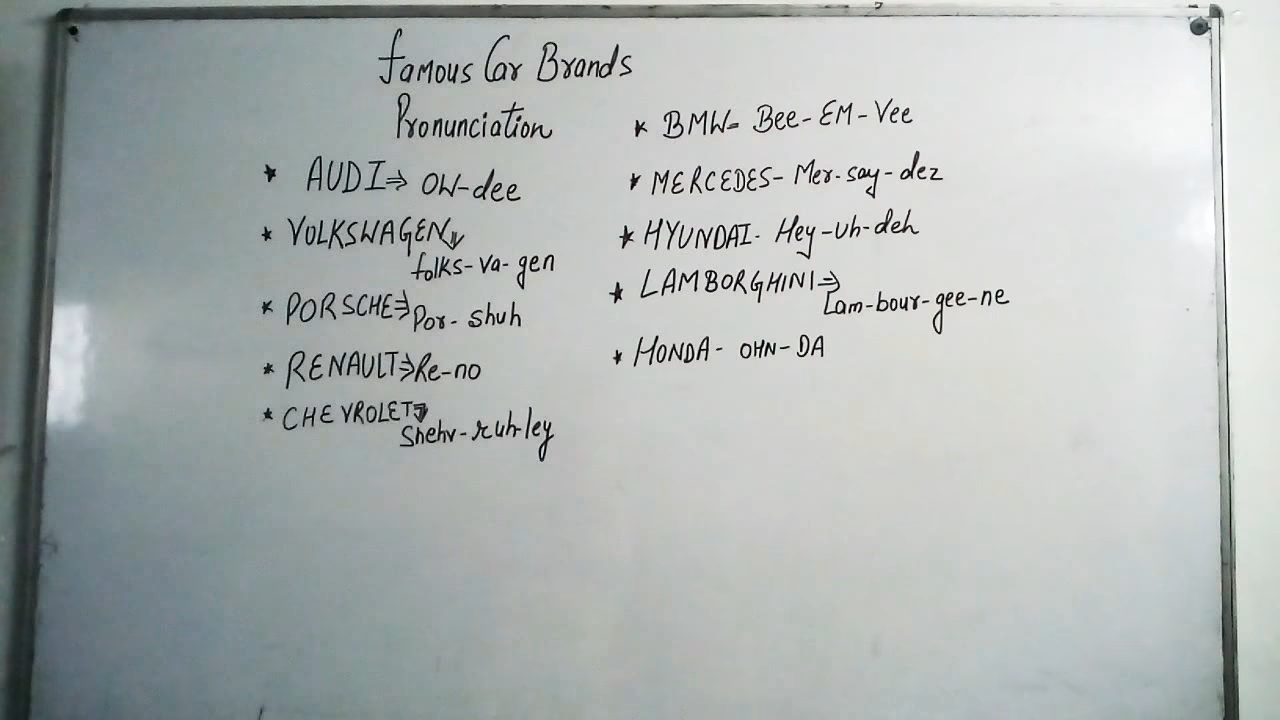 Famous Car Brands
Pronunciation
* AUDI ⇒ OW-dee
* VOLKSWAGEN ⇒
folks-va-gen
* PORSCHE ⇒ Por-shuh
* RENAULT ⇒ Re-no
* CHEVROLET ⇒
Shehv-ruh-ley
* BMW= Bee-EM-Vee
* MERCEDES- Mer-say-dez
* HYUNDAI- Hey-uh-deh
* LAMBORGHINI ⇒
Lam-bour-gee-ne
* HONDA- OHN-DA